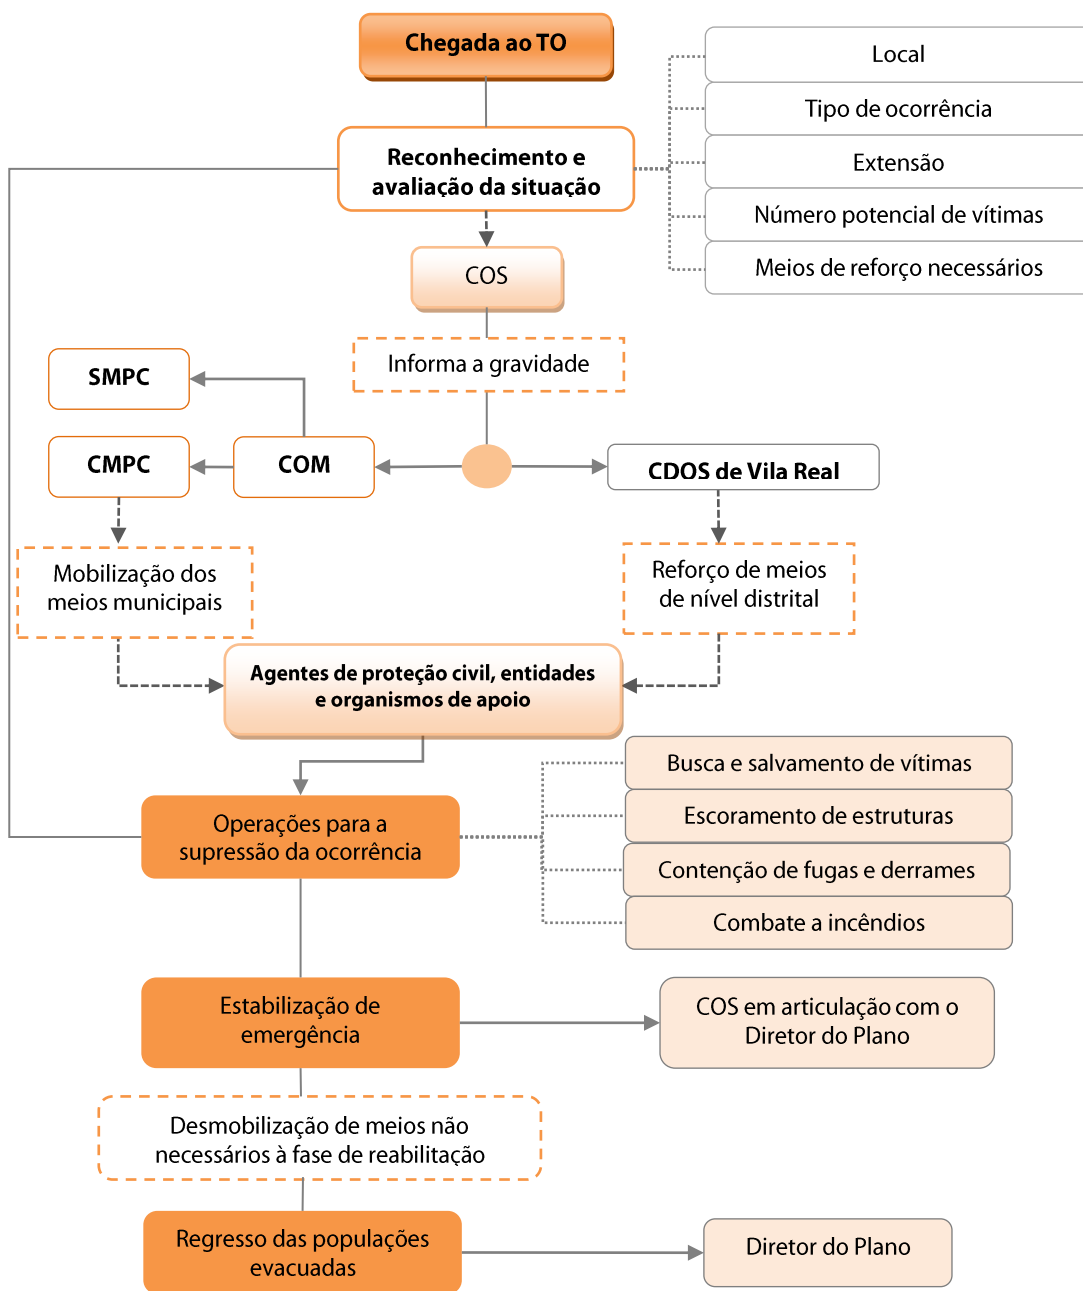 Chegada ao TO
Local
Tipo de ocorrência
Reconhecimento e
avaliação da situação
Extensão
Número potencial de vítimas
Meios de reforço necessários
COS
Informa a gravidade
SMPC
CMPC
COM
CDOS de Vila Real
Mobilização dos
meios municipais
Reforço de meios
de nível distrital
Agentes de proteção civil, entidades
e organismos de apoio
Busca e salvamento de vítimas
Escoramento de estruturas
Contenção de fugas e derrames
Combate a incêndios
Operações para a
supressão da ocorrência
Estabilização de
emergência
COS em articulação com o
Diretor do Plano
Desmobilização de meios não
necessários à fase de reabilitação
Regresso das populações
evacuadas
Diretor do Plano